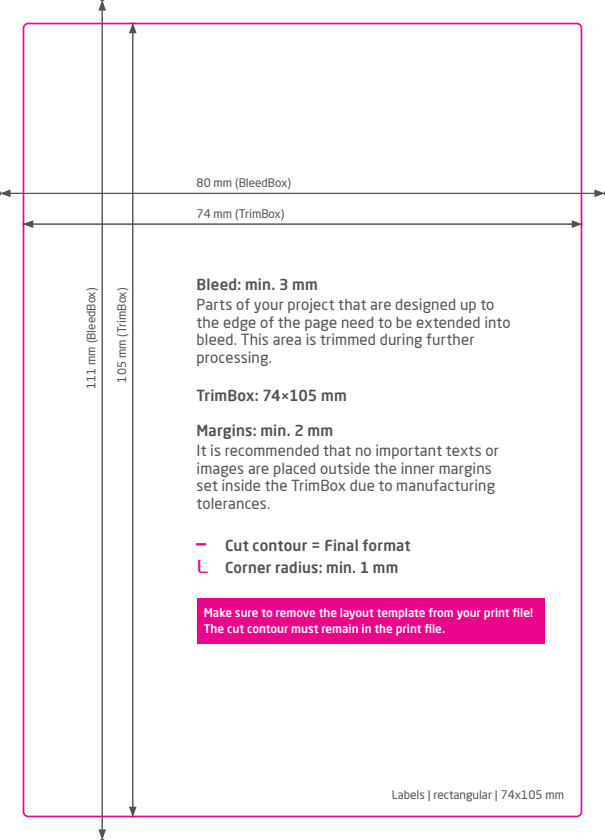 80 mm (BleedBox)
74 mm (TrimBox)
111 mm (BleedBox)
105 mm (TrimBox)
Bleed: min. 3 mm
Parts of your project that are designed up to
the edge of the page need to be extended into
bleed. This area is trimmed during further
processing.
TrimBox: 74×105 mm
Margins: min. 2 mm
It is recommended that no important texts or
images are placed outside the inner margins
set inside the TrimBox due to manufacturing
tolerances.
Cut contour = Final format
Corner radius: min. 1 mm
Make sure to remove the layout template from your print file!
The cut contour must remain in the print file.
Labels | rectangular | 74x105 mm